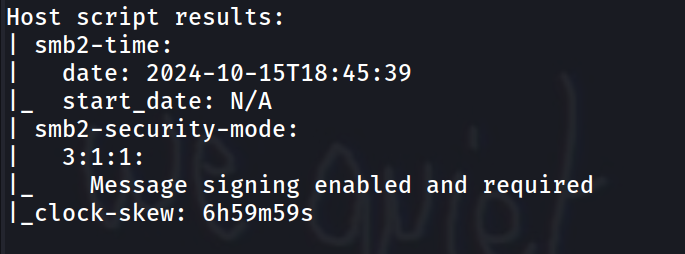 Host script results:
| smb2-time:
|   date: 2024-10-15T18:45:39
|_  start_date: N/A
| smb2-security-mode:
|   3:1:1:
|_    Message signing enabled and required
|_clock-skew: 6h59m59s
quiet